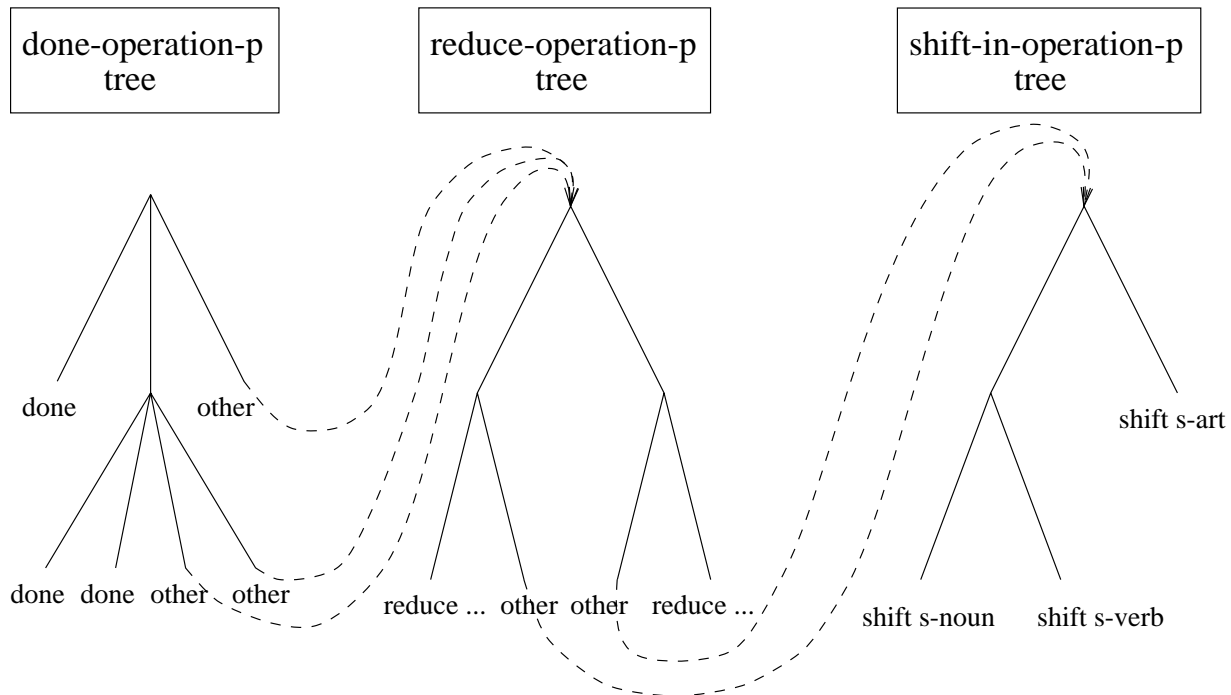 done-operation-p
tree
reduce-operation-p
tree
shift-in-operation-p
tree
done
other
shift s-art
done done other other
reduce ... other other reduce ...
shift s-noun shift s-verb